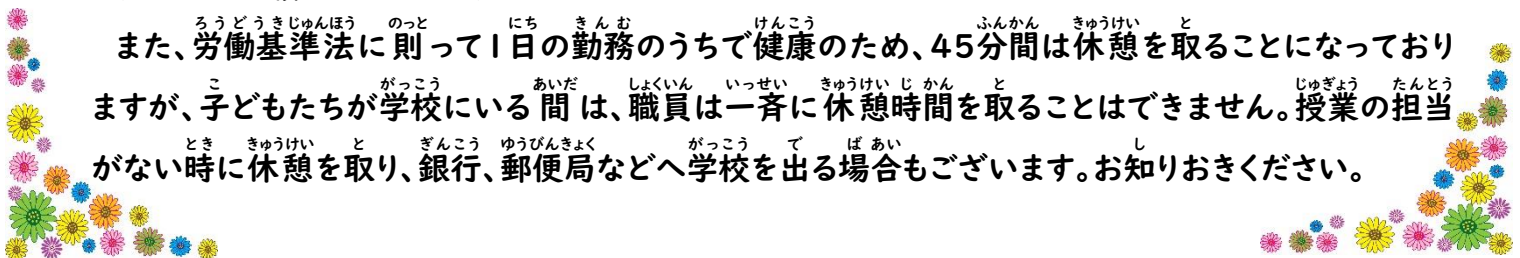 また、労働基準法に則って1日の勤務のうちで健康のため、45分間は休憩を取ることになっており
ますが、子どもたちが学校にいる間は、職員は一斉に休憩時間を取ることはできません。授業の担当
がない時に休憩を取り、銀行、郵便局などへ学校を出る場合もございます。お知りおきください。